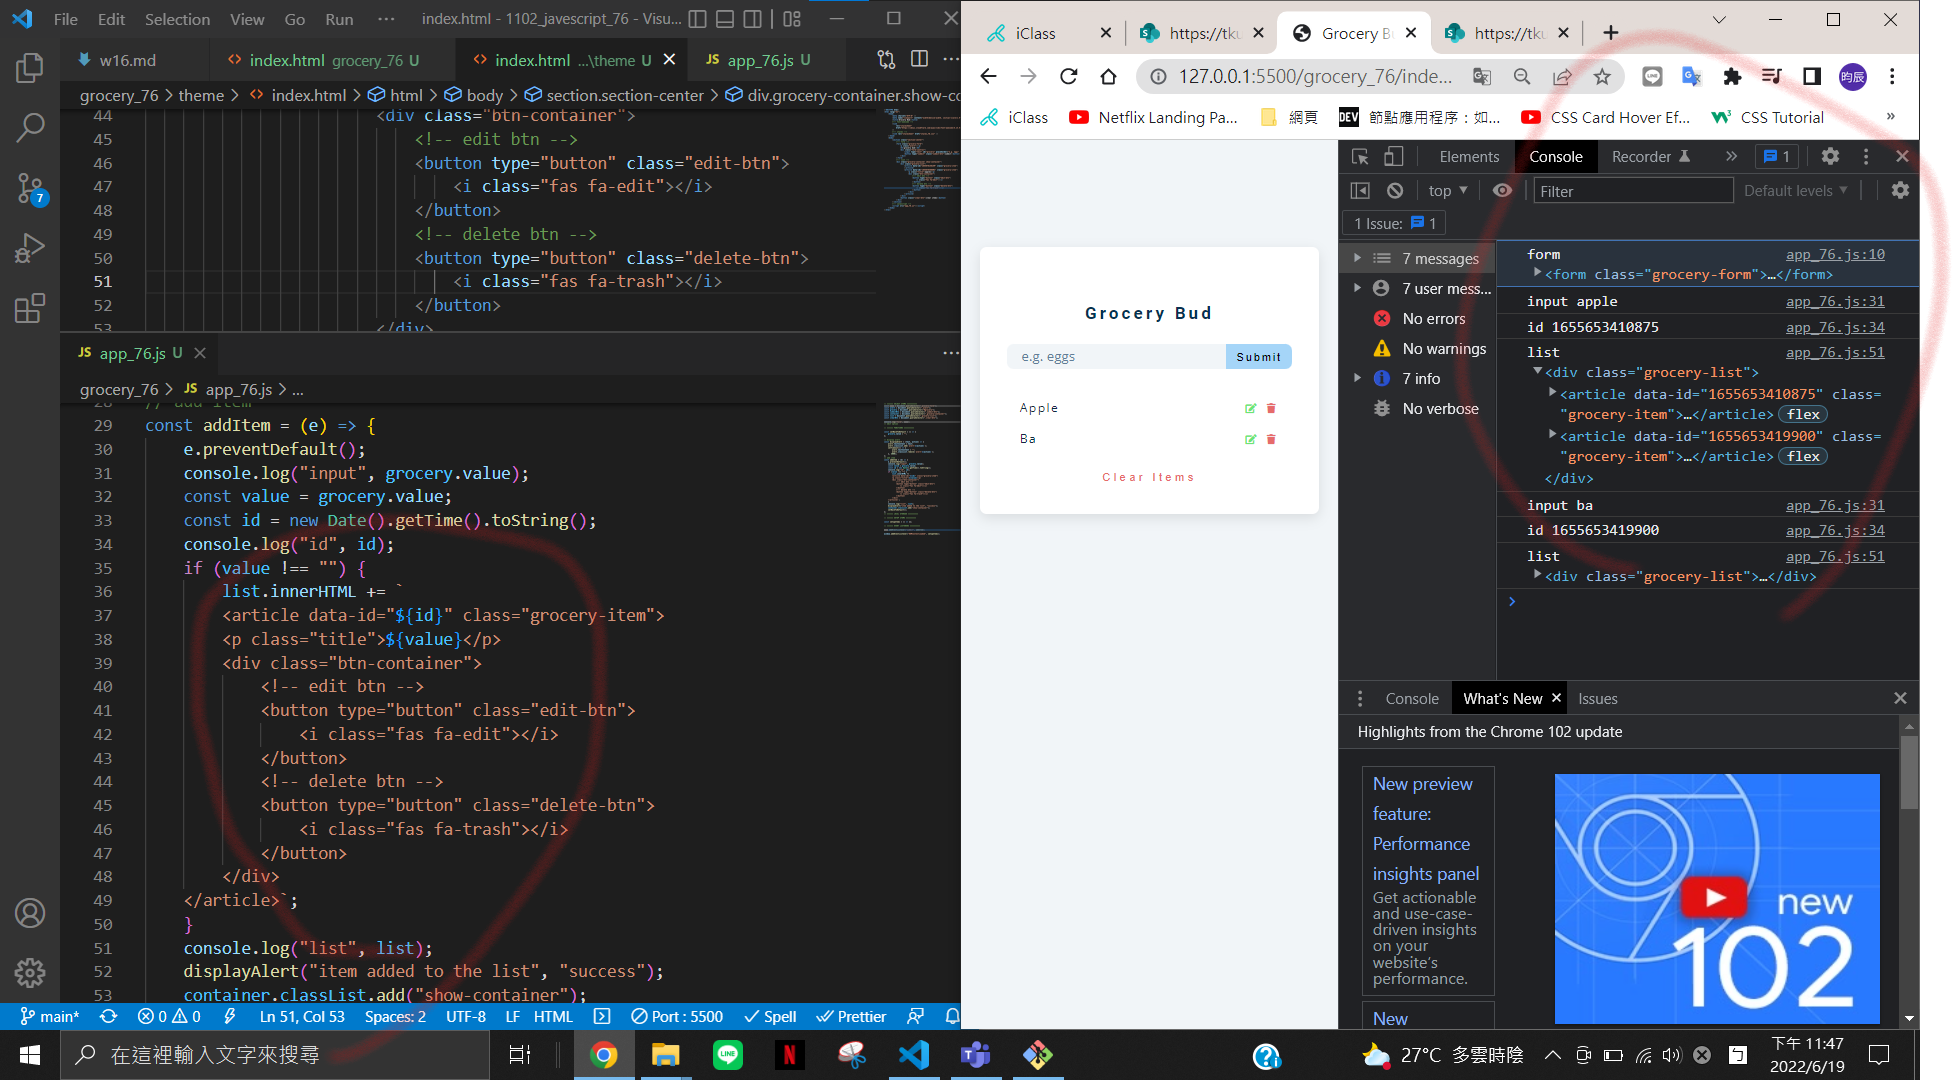 File Edit Selection View Go Run ··· index.html - 1102_javescript_76 - Visu...
w16.md
index.html grocery_76 U
index.html ...\theme U
JS app_76.js U
grocery_76 > theme > index.html > html > body > section.section-center > div.grocery-container.show-co
44 <div class="btn-container">
45 <!-- edit btn -->
46 <button type="button" class="edit-btn">
47 <i class="fas fa-edit"></i>
48 </button>
49 <!-- delete btn -->
50 <button type="button" class="delete-btn">
51 <i class="fas fa-trash"></i>
52 </button>
53 </div>
JS app_76.js U
grocery_76 > JS app_76.js > ...
28 // add item
29 const addItem = (e) => {
30 e.preventDefault();
31 console.log("input", grocery.value);
32 const value = grocery.value;
33 const id = new Date().getTime().toString();
34 console.log("id", id);
35 if (value !== "") {
36 list.innerHTML += `
37 <article data-id="${id}" class="grocery-item">
38 <p class="title">${value}</p>
39 <div class="btn-container">
40 <!-- edit btn -->
41 <button type="button" class="edit-btn">
42 <i class="fas fa-edit"></i>
43 </button>
44 <!-- delete btn -->
45 <button type="button" class="delete-btn">
46 <i class="fas fa-trash"></i>
47 </button>
48 </div>
49 </article>`;
50 }
51 console.log("list", list);
52 displayAlert("item added to the list", "success");
53 container.classList.add("show-container");
7
main* 0 0 Ln 51, Col 53 Spaces: 2 UTF-8 LF HTML Port : 5500 Spell Prettier
iClass
https://tku
Grocery B
https://tku
127.0.0.1:5500/grocery_76/inde...
昀辰
iClass
Netflix Landing Pa...
網頁
DEV 節點應用程序：如...
CSS Card Hover Ef...
CSS Tutorial
»
Grocery Bud
e.g. eggs
Submit
Apple
Ba
Clear Items
Elements Console Recorder » 1
top Filter Default levels
1 Issue: 1
7 messages
7 user mess...
No errors
No warnings
7 info
No verbose
form app_76.js:10
<form class="grocery-form">…</form>
input apple app_76.js:31
id 1655653410875 app_76.js:34
list app_76.js:51
<div class="grocery-list">
<article data-id="1655653410875" class=
"grocery-item">…</article> flex
<article data-id="1655653419900" class=
"grocery-item">…</article> flex
</div>
input ba app_76.js:31
id 1655653419900 app_76.js:34
list app_76.js:51
<div class="grocery-list">…</div>
>
Console What's New Issues
Highlights from the Chrome 102 update
New preview
feature:
Performance
insights panel
Get actionable
and use-case-
driven insights
on your
website's
performance.
New
new
102
在這裡輸入文字來搜尋
LINE
N
27°C 多雲時陰
下午 11:47
2022/6/19